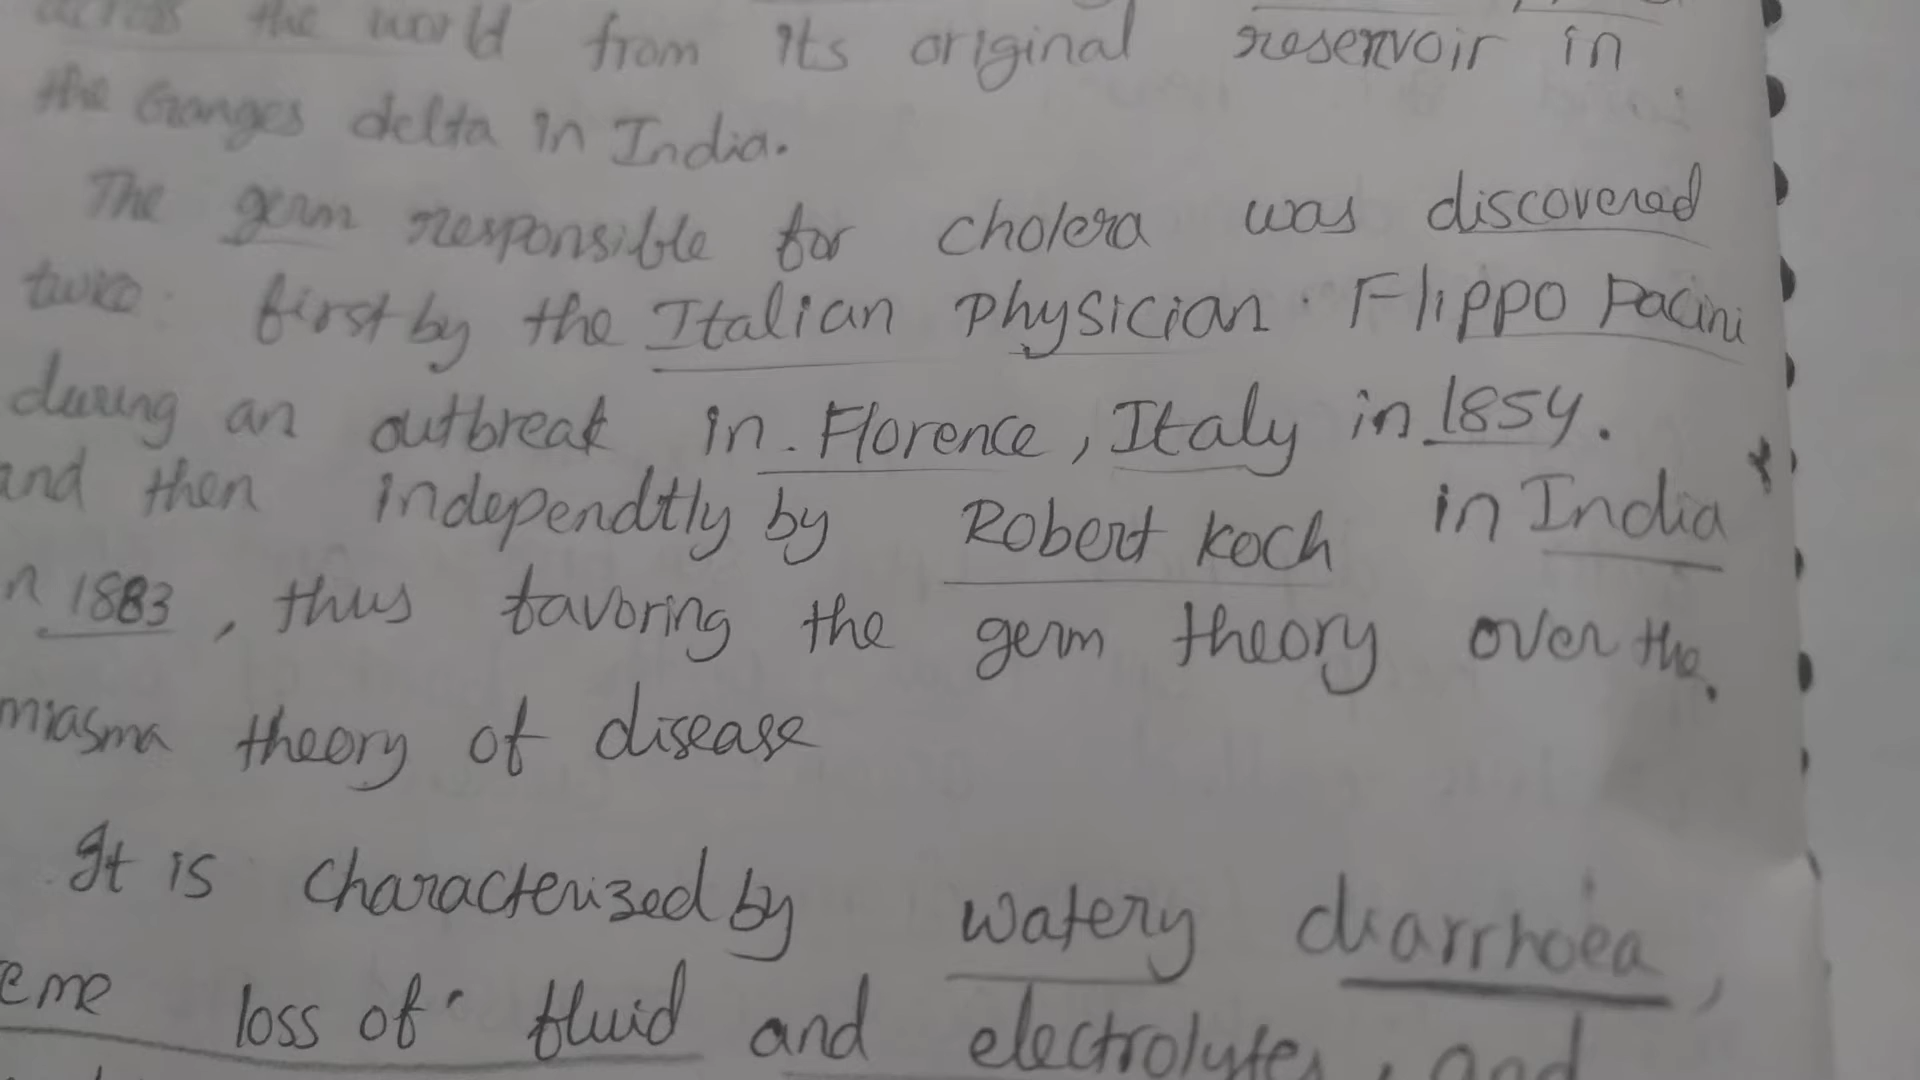 across the world from its original reservoir in
the Ganges delta in India.
The germ responsible for cholera was discovered
twice: first by the Italian Physician. Flippo Pacini
during an outbreak in Florence, Italy in 1854.
and then independtly by Robert Koch in India
n 1883, thus favoring the germ theory over the
miasma theory of disease
It is characterized by watery diarrhoea,
eme loss of fluid and electrolytes, and